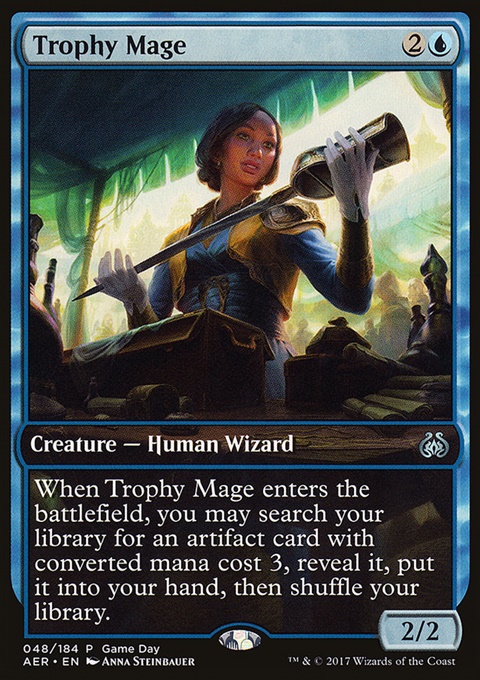 Trophy Mage 2
Creature — Human Wizard
When Trophy Mage enters the
battlefield, you may search your
library for an artifact card with
converted mana cost 3, reveal it, put
it into your hand, then shuffle your
library.
2/2
048/184 P Game Day
AER • EN Anna Steinbauer
™ & © 2017 Wizards of the Coast